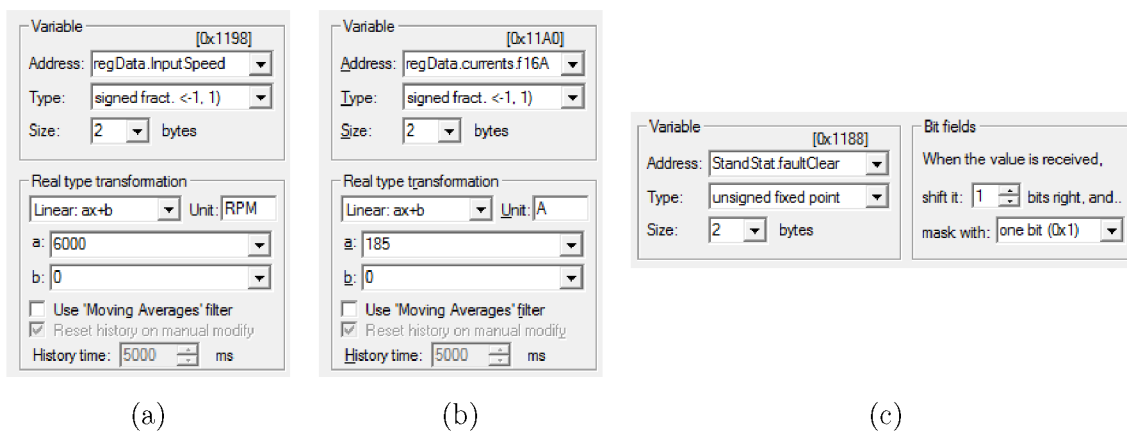 Variable
[0x1198]
Address: regData.InputSpeed
Type: signed fract. <-1, 1)
Size: 2 bytes
Real type transformation
Linear: ax+b Unit: RPM
a: 6000
b: 0
Use 'Moving Averages' filter
Reset history on manual modify
History time: 5000 ms
(a)
Variable
[0x11A0]
Address: regData.currents.f16A
Type: signed fract. <-1, 1)
Size: 2 bytes
Real type transformation
Linear: ax+b Unit: A
a: 185
b: 0
Use 'Moving Averages' filter
Reset history on manual modify
History time: 5000 ms
(b)
Variable
[0x1188]
Address: StandStat.faultClear
Type: unsigned fixed point
Size: 2 bytes
Bit fields
When the value is received,
shift it: 1 bits right, and..
mask with: one bit (0x1)
(c)